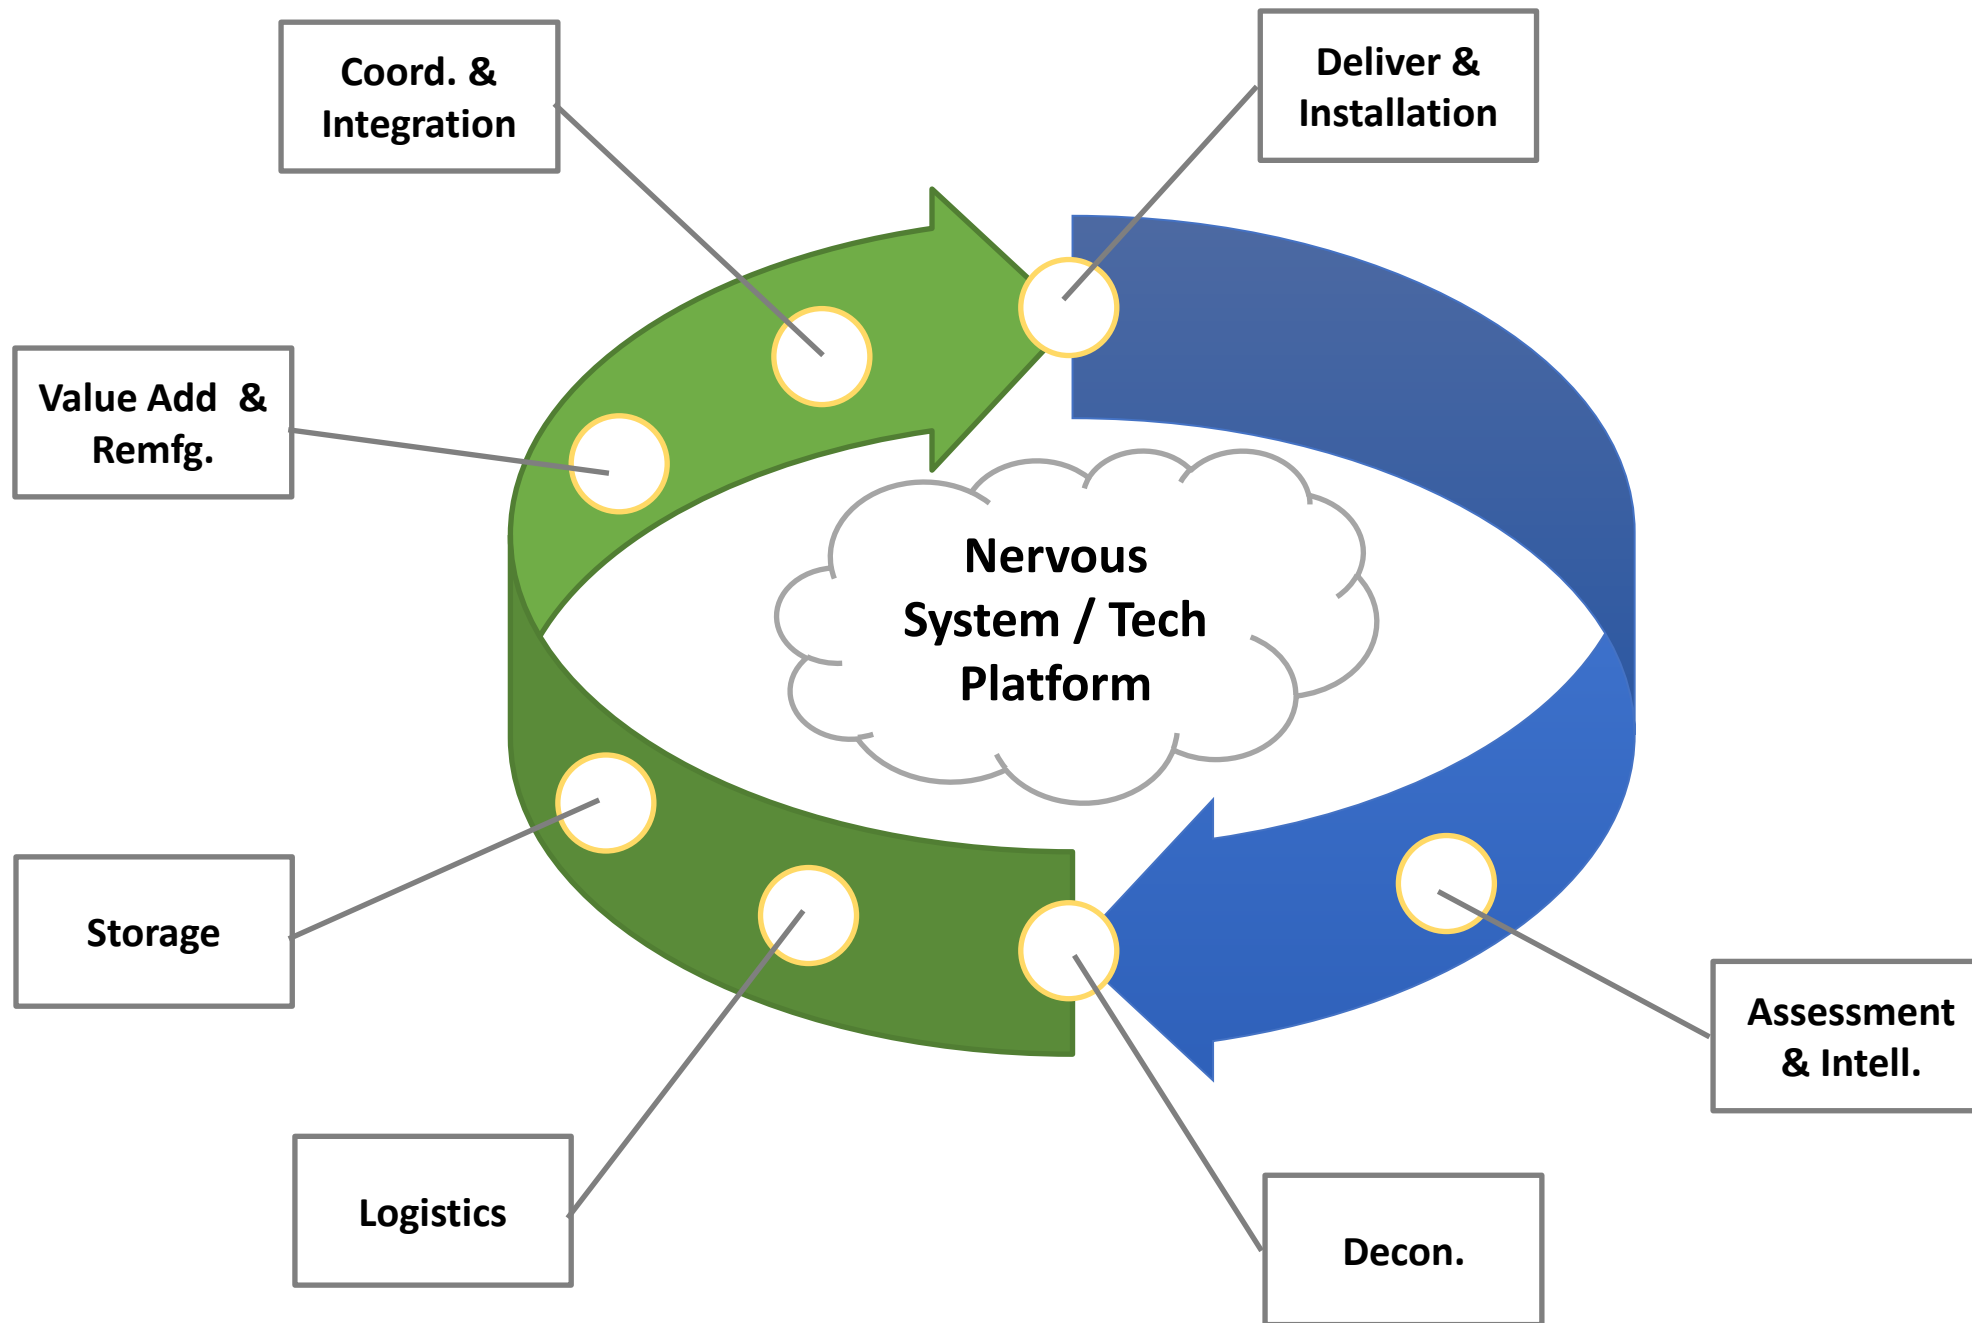 Coord. &
Integration
Deliver &
Installation
Value Add  &
Remfg.
Nervous
System / Tech
Platform
Storage
Assessment
& Intell.
Logistics
Decon.